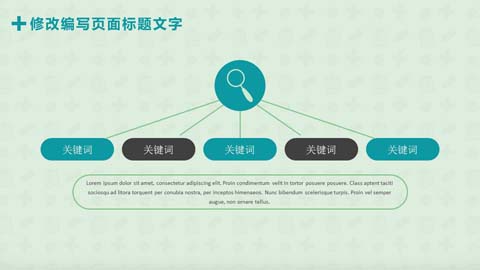 修改编写页面标题文字
关键词 关键词 关键词 关键词 关键词
Lorem ipsum dolor sit amet, consectetur adipiscing elit. Proin condimentum velit in tortor posuere posuere. Class aptent taciti
sociosqu ad litora torquent per conubia nostra, per inceptos himenaeos. Nunc bibendum scelerisque turpis. Proin vel semper
augue, non ornare tellus.